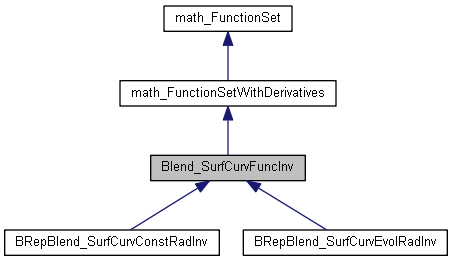 math_FunctionSet
math_FunctionSetWithDerivatives
Blend_SurfCurvFuncInv
BRepBlend_SurfCurvConstRadInv
BRepBlend_SurfCurvEvolRadInv